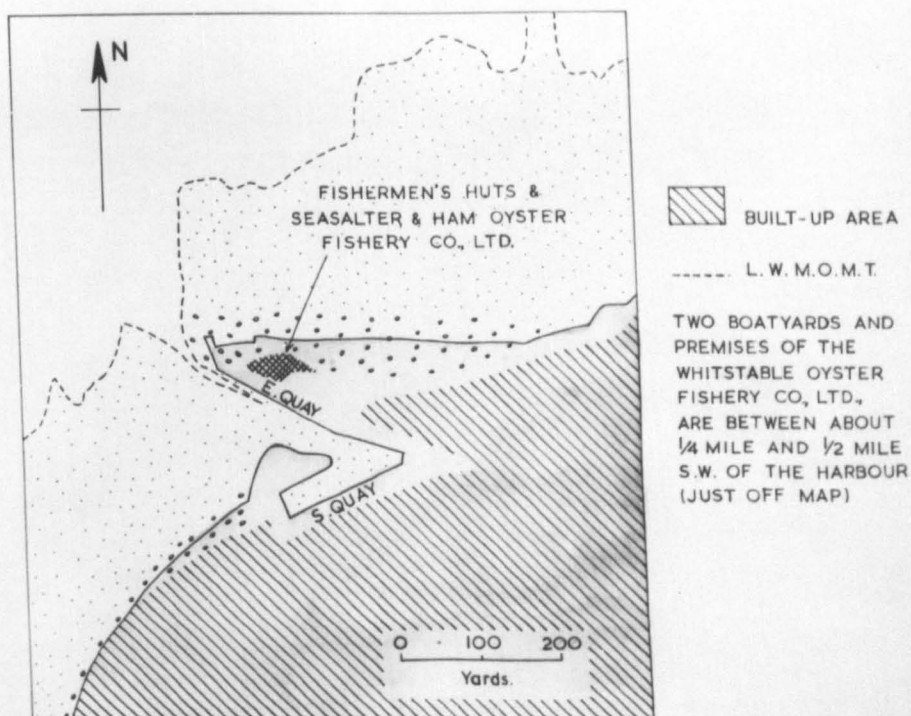 N
FISHERMEN'S HUTS &
SEASALTER & HAM OYSTER
FISHERY CO., LTD.
E. QUAY
S. QUAY
0 100 200
Yards.
BUILT-UP AREA
L. W. M. O. M. T.
TWO BOATYARDS AND
PREMISES OF THE
WHITSTABLE OYSTER
FISHERY CO., LTD.,
ARE BETWEEN ABOUT
¼ MILE AND ½ MILE
S.W. OF THE HARBOUR
(JUST OFF MAP)